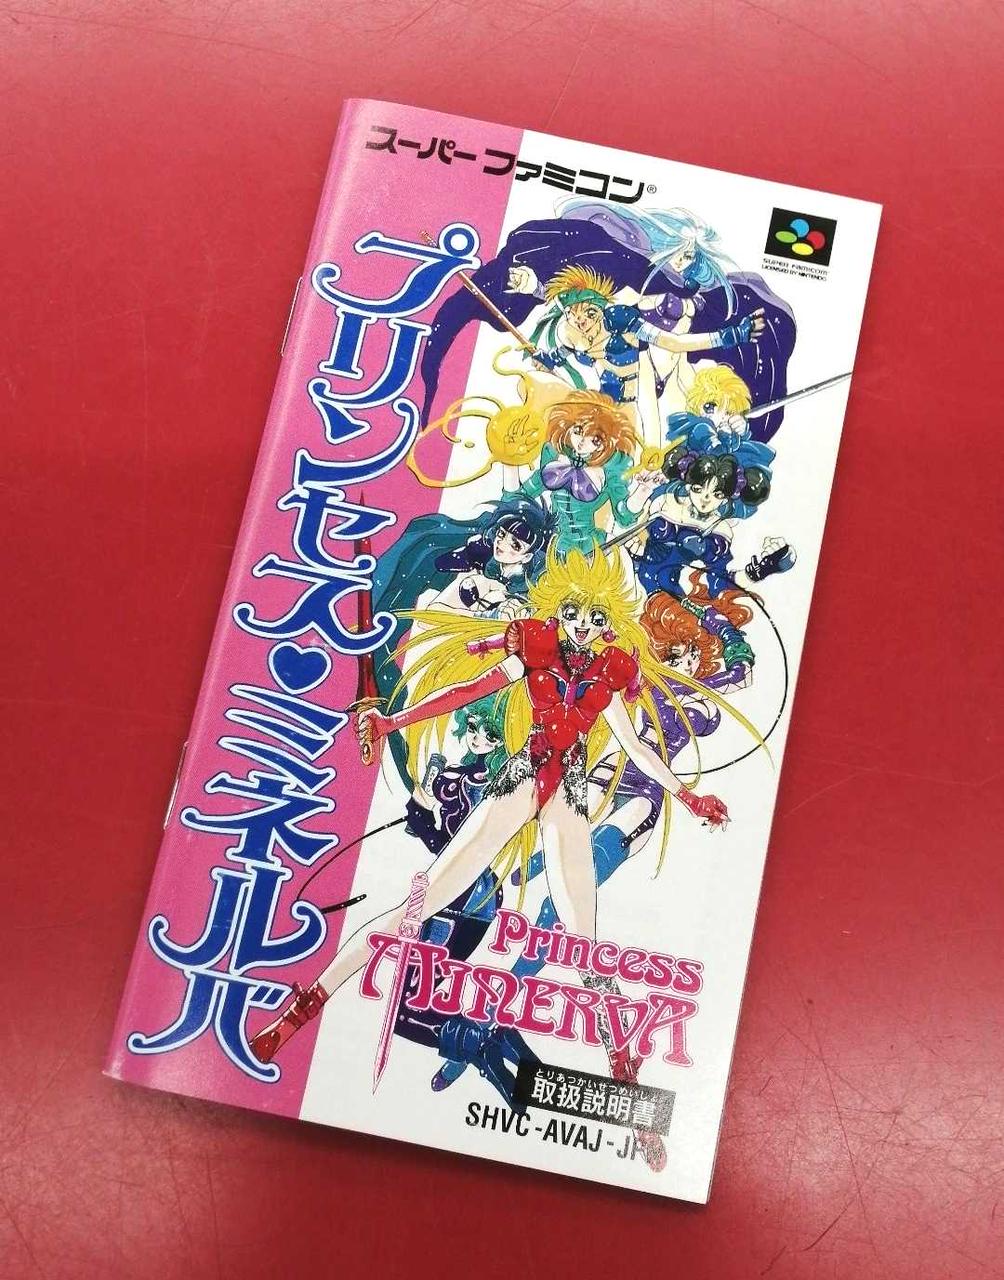 スーパーファミコン®
SUPER FAMICOM
LICENSED BY NINTENDO
プリンセス・ミネルバ
Princess
MINERVA
とりあつかいせつめいしょ
取扱説明書
SHVC-AVAJ-JPN